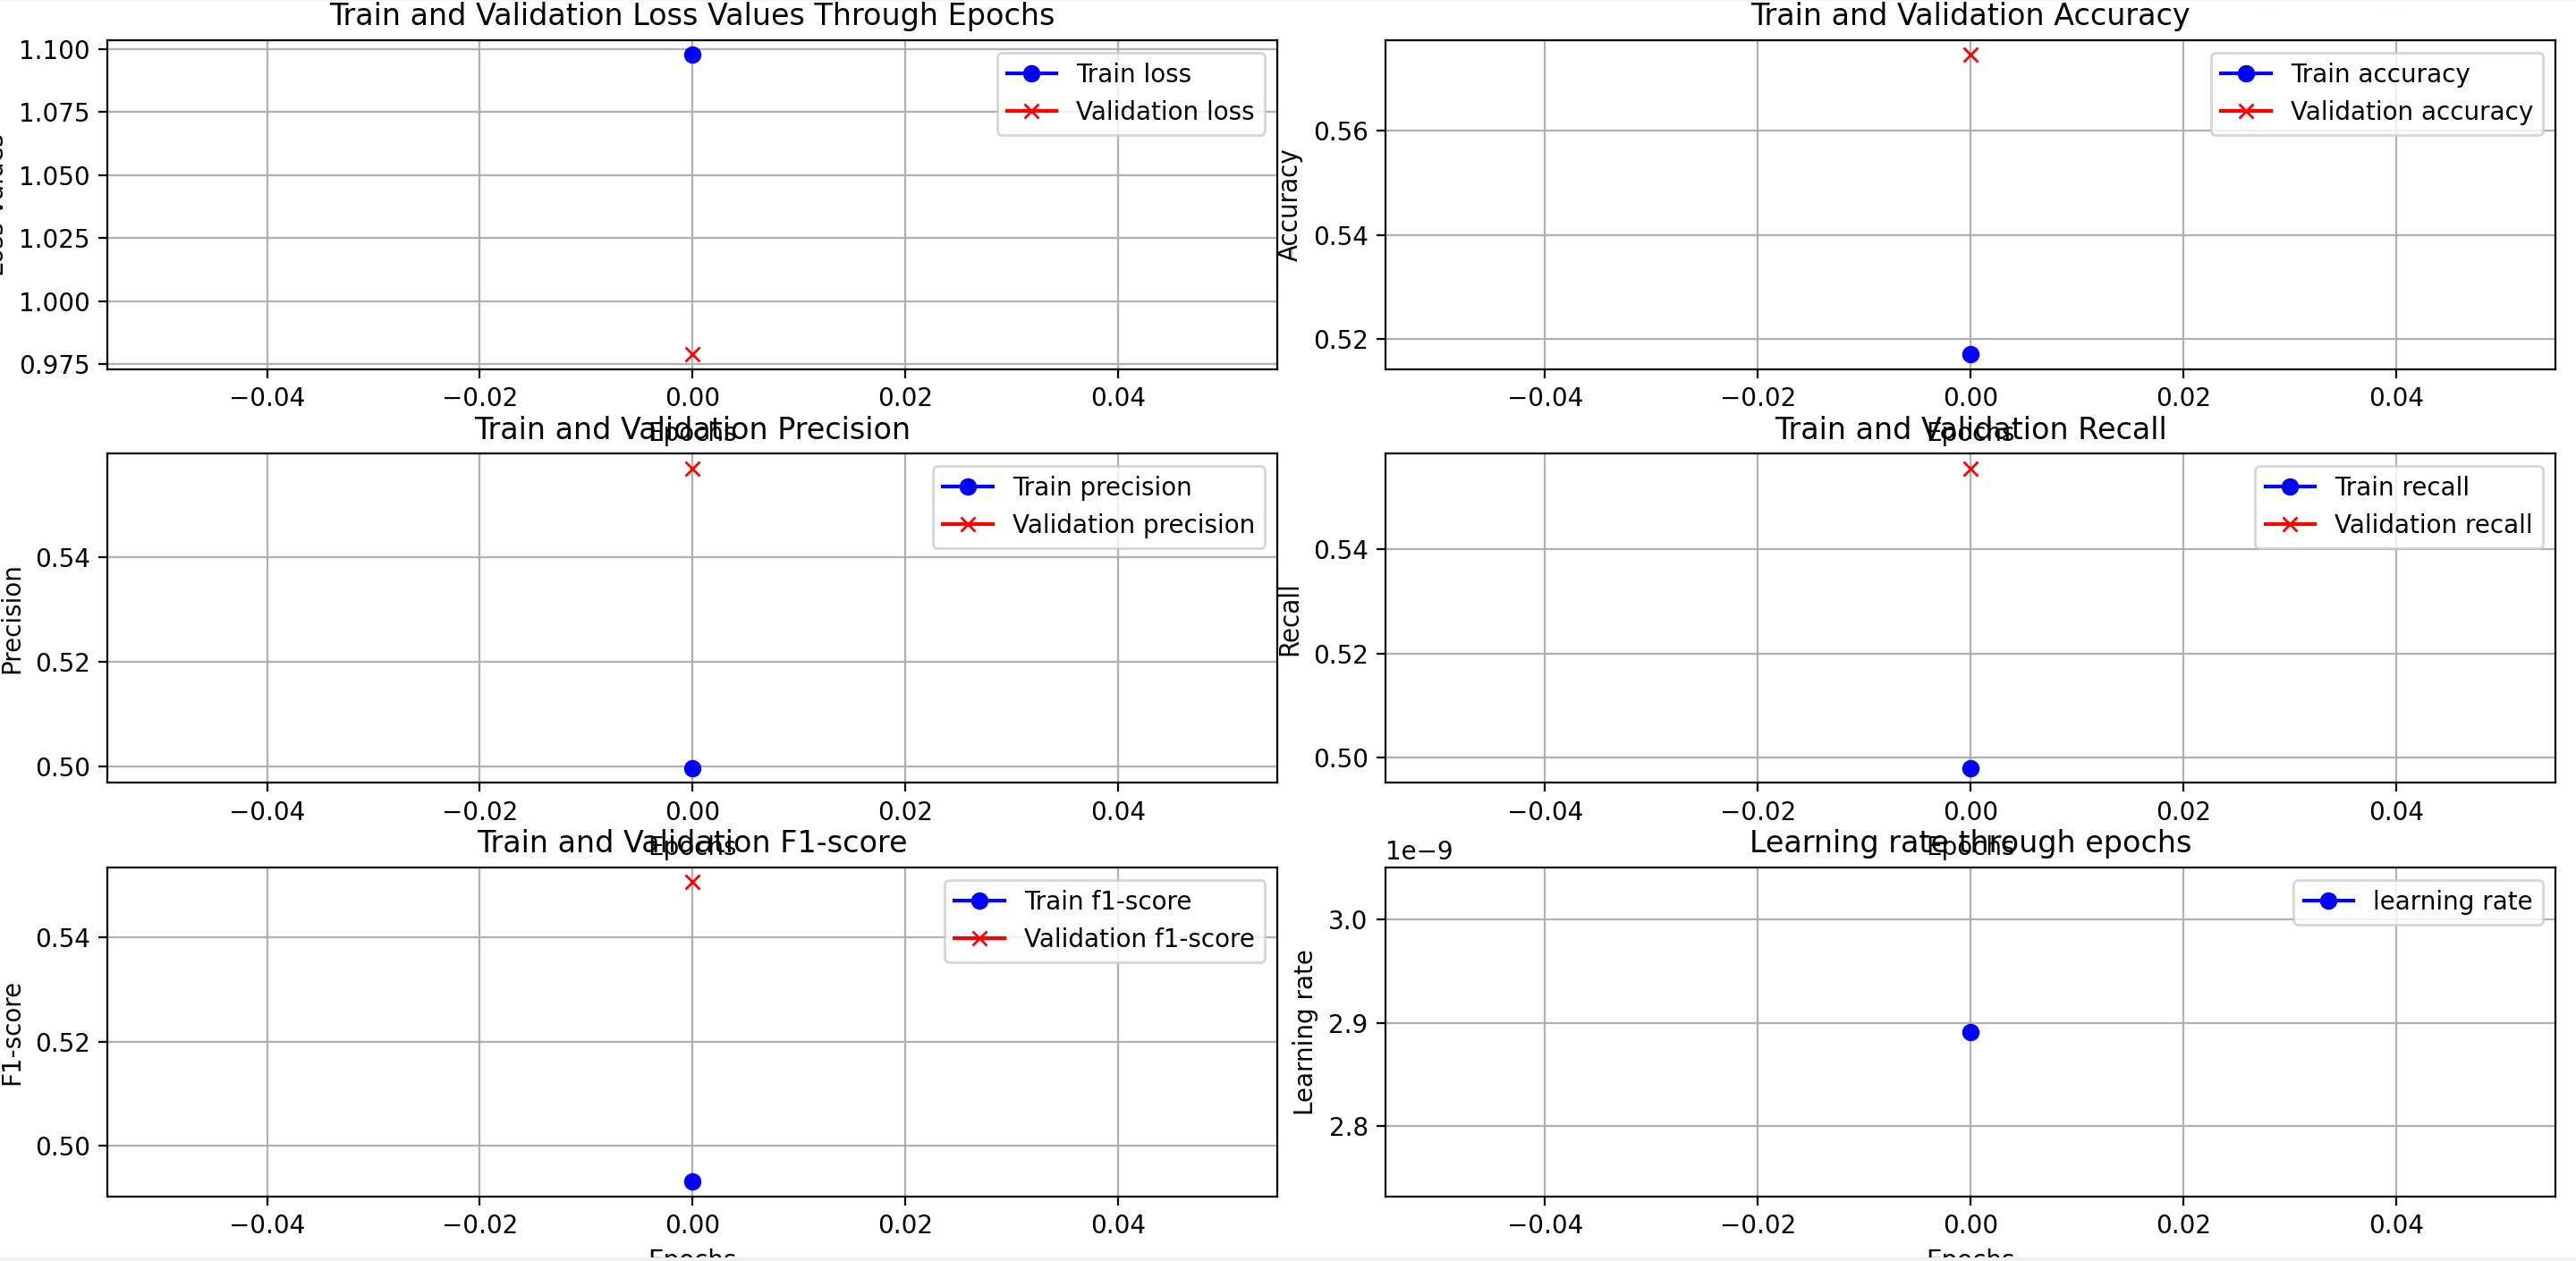 Train and Validation Loss Values Through Epochs
1.100
1.075
1.050
1.025
1.000
0.975
Train loss
Validation loss
−0.04 −0.02 0.00 0.02 0.04
Epochs
Train and Validation Accuracy
Accuracy
0.56
0.54
0.52
Train accuracy
Validation accuracy
−0.04 −0.02 0.00 0.02 0.04
Epochs
Train and Validation Precision
Precision
0.54
0.52
0.50
Train precision
Validation precision
−0.04 −0.02 0.00 0.02 0.04
Epochs
Train and Validation Recall
Recall
0.54
0.52
0.50
Train recall
Validation recall
−0.04 −0.02 0.00 0.02 0.04
Epochs
Train and Validation F1-score
F1-score
0.54
0.52
0.50
Train f1-score
Validation f1-score
−0.04 −0.02 0.00 0.02 0.04
Epochs
Learning rate through epochs
1e−9
Learning rate
3.0
2.9
2.8
learning rate
−0.04 −0.02 0.00 0.02 0.04
Epochs